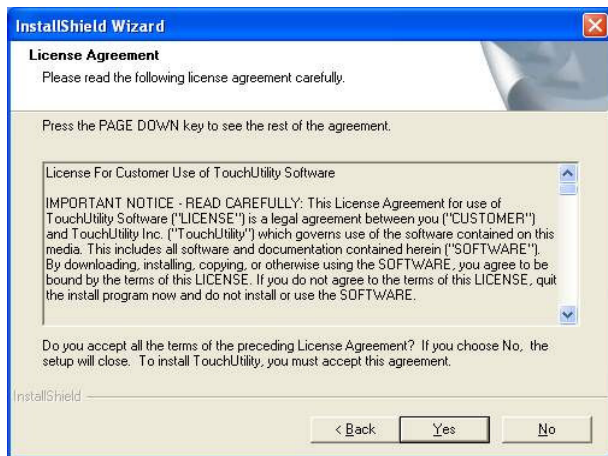 InstallShield Wizard
License Agreement
Please read the following license agreement carefully.
Press the PAGE DOWN key to see the rest of the agreement.
License For Customer Use of TouchUtility Software
IMPORTANT NOTICE - READ CAREFULLY: This License Agreement for use of
TouchUtility Software ("LICENSE") is a legal agreement between you ("CUSTOMER")
and TouchUtility Inc. ("TouchUtility") which governs use of the software contained on this
media. This includes all software and documentation contained herein ("SOFTWARE").
By downloading, installing, copying, or otherwise using the SOFTWARE, you agree to be
bound by the terms of this LICENSE. If you do not agree to the terms of this LICENSE, quit
the install program now and do not install or use the SOFTWARE.
Do you accept all the terms of the preceding License Agreement? If you choose No, the
setup will close. To install TouchUtility, you must accept this agreement.
InstallShield
< Back
Yes
No